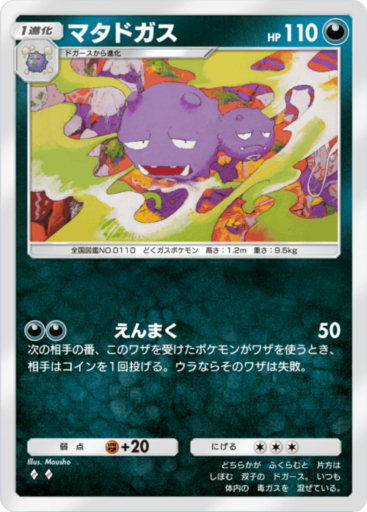 1進化 マタドガス HP 110
ドガースから進化
全国図鑑NO.0110 どくガスポケモン 高さ:1.2m 重さ:9.5kg
えんまく 50
次の相手の番、このワザを受けたポケモンがワザを使うとき、
相手はコインを1回投げる。ウラならそのワザは失敗。
弱点 +20 にげる
Illus. Mousho
どちらかが ふくらむと 片方は
しぼむ 双子の ドガース。いつも
体内の 毒ガスを 混ぜている。